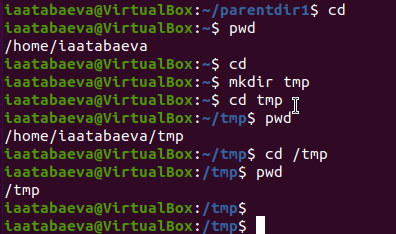 iaatabaeva@VirtualBox:~/parentdir1$ cd
iaatabaeva@VirtualBox:~$ pwd
/home/iaatabaeva
iaatabaeva@VirtualBox:~$ cd
iaatabaeva@VirtualBox:~$ mkdir tmp
iaatabaeva@VirtualBox:~$ cd tmp
iaatabaeva@VirtualBox:~/tmp$ pwd
/home/iaatabaeva/tmp
iaatabaeva@VirtualBox:~/tmp$ cd /tmp
iaatabaeva@VirtualBox:/tmp$ pwd
/tmp
iaatabaeva@VirtualBox:/tmp$
iaatabaeva@VirtualBox:/tmp$